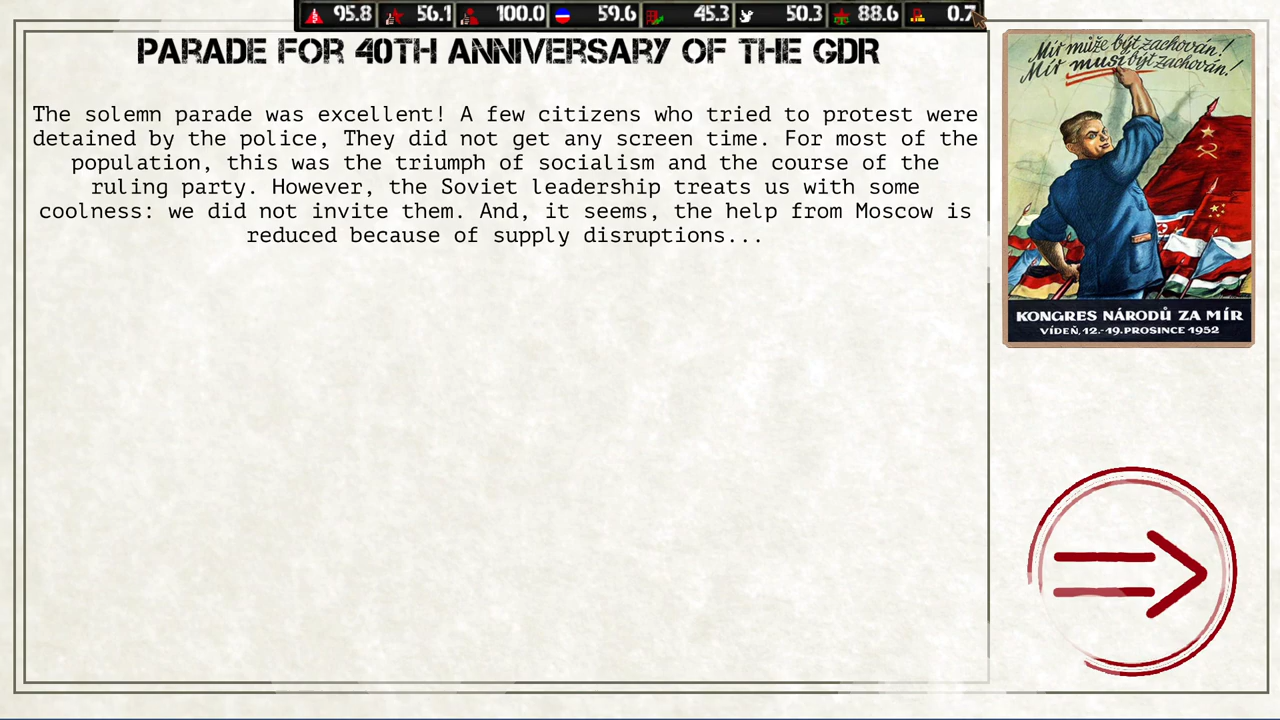 95.8 56.1 100.0 59.6 45.3 50.3 88.6 0.7
PARADE FOR 40TH ANNIVERSARY OF THE GDR
The solemn parade was excellent! A few citizens who tried to protest were
detained by the police, They did not get any screen time. For most of the
population, this was the triumph of socialism and the course of the
ruling party. However, the Soviet leadership treats us with some
coolness: we did not invite them. And, it seems, the help from Moscow is
reduced because of supply disruptions...
Mír může být zachován!
Mír musí být zachován!
KONGRES NÁRODŮ ZA MÍR
VÍDEŇ, 12.-19. PROSINCE 1952